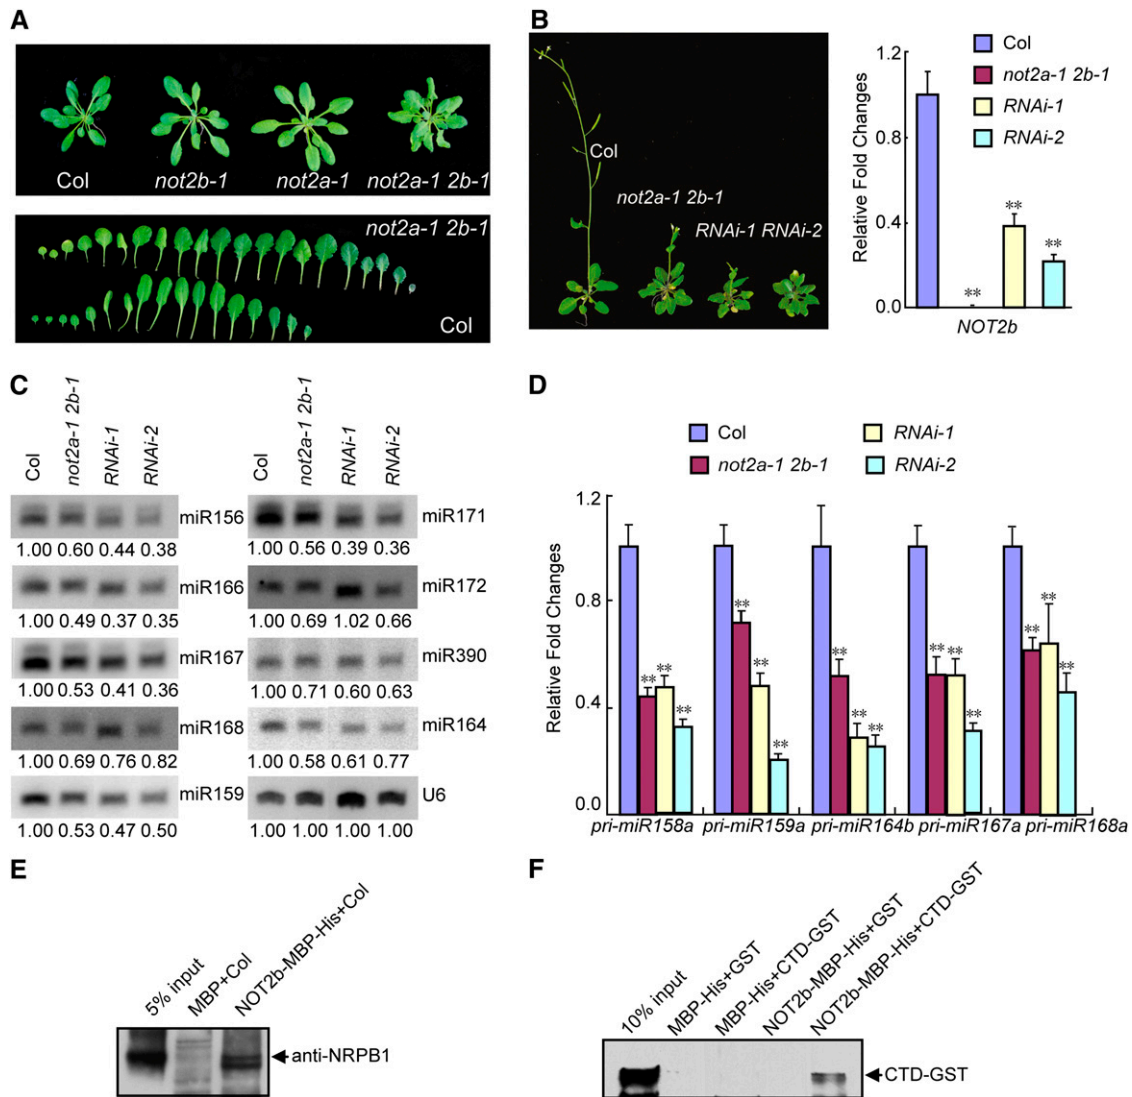 A
Col
not2b-1
not2a-1
not2a-1 2b-1
not2a-1 2b-1
Col
B
Col
not2a-1 2b-1
RNAi-1 RNAi-2
Relative Fold Changes
1.2
0.8
0.4
0.0
Col
not2a-1 2b-1
RNAi-1
RNAi-2
**
**
**
NOT2b
C
Col
not2a-1 2b-1
RNAi-1
RNAi-2
miR156
1.00 0.60 0.44 0.38
miR166
1.00 0.49 0.37 0.35
miR167
1.00 0.53 0.41 0.36
miR168
1.00 0.69 0.76 0.82
miR159
1.00 0.53 0.47 0.50
Col
not2a-1 2b-1
RNAi-1
RNAi-2
miR171
1.00 0.56 0.39 0.36
miR172
1.00 0.69 1.02 0.66
miR390
1.00 0.71 0.60 0.63
miR164
1.00 0.58 0.61 0.77
U6
1.00 1.00 1.00 1.00
D
Col
not2a-1 2b-1
RNAi-1
RNAi-2
Relative Fold Changes
1.2
0.8
0.4
0.0
** ** **
** ** **
** ** **
** ** **
** ** **
pri-miR158a pri-miR159a pri-miR164b pri-miR167a pri-miR168a
E
5% input
MBP+Col
NOT2b-MBP-His+Col
anti-NRPB1
F
10% input
MBP-His+GST
MBP-His+CTD-GST
NOT2b-MBP-His+GST
NOT2b-MBP-His+CTD-GST
CTD-GST